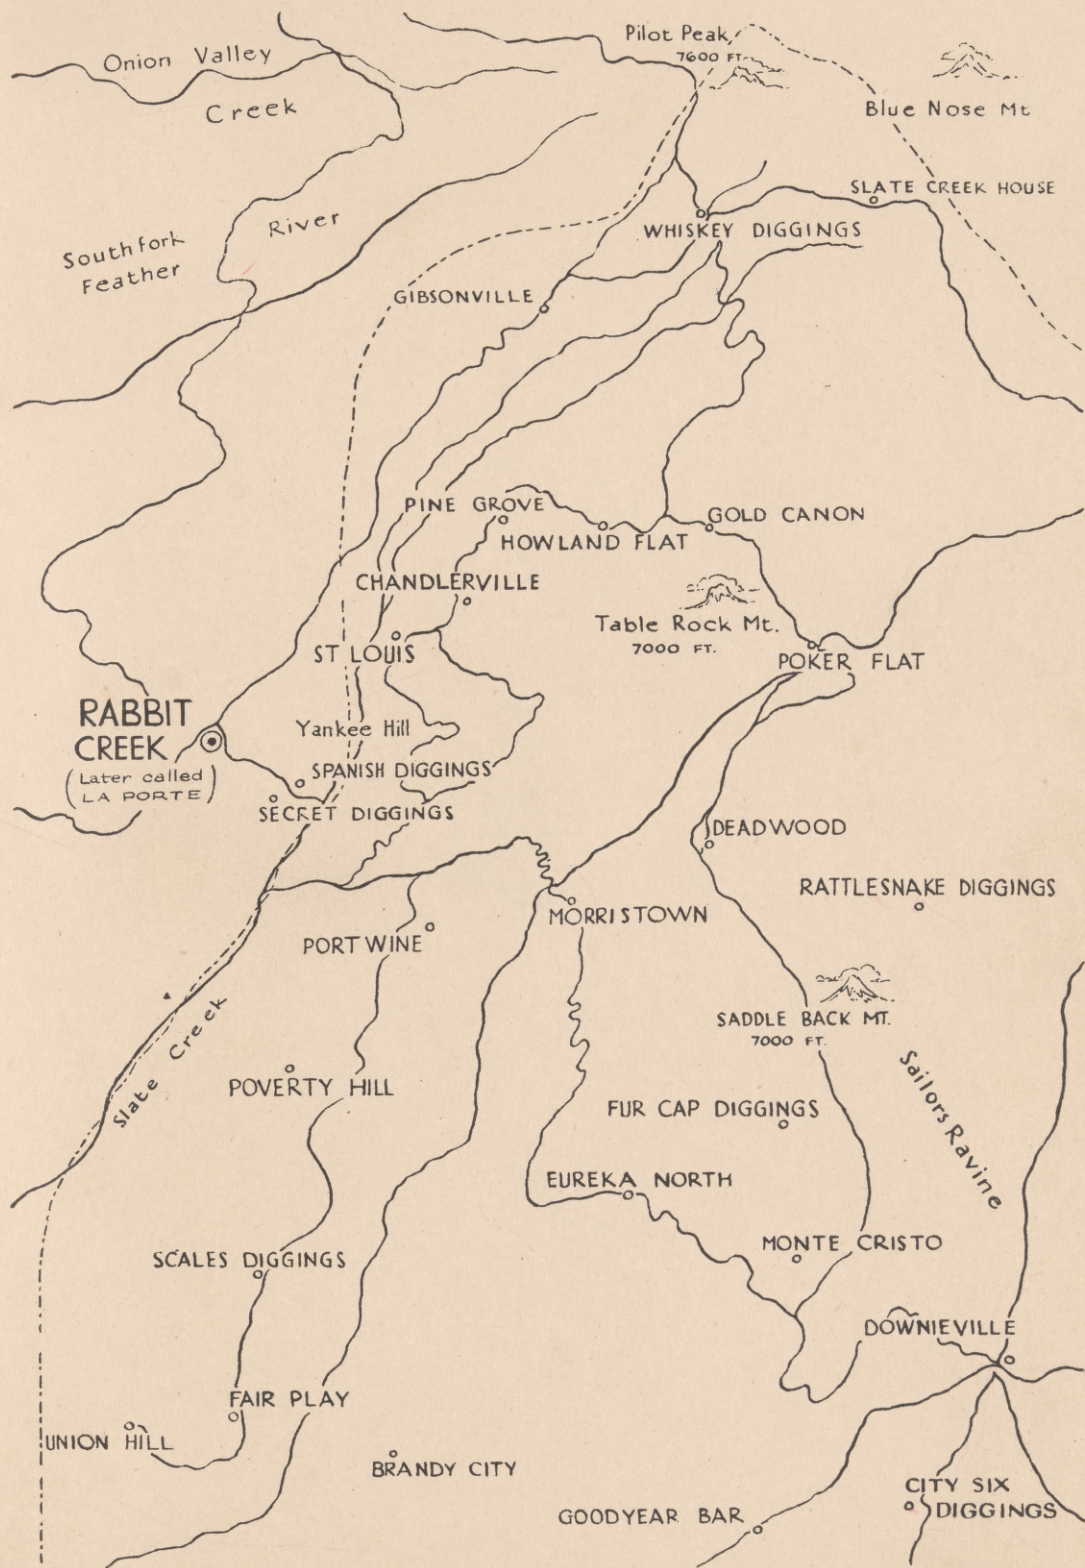 Pilot Peak
7600 FT.
Onion Valley
Creek
Blue Nose Mt
SLATE CREEK HOUSE
River
WHISKEY DIGGINGS
South fork
Feather
GIBSONVILLE
PINE GROVE
GOLD CANON
HOWLAND FLAT
CHANDLERVILLE
Table Rock Mt.
7000 FT.
ST LOUIS
POKER FLAT
RABBIT
CREEK
(Later called
LA PORTE)
Yankee Hill
SPANISH DIGGINGS
SECRET DIGGINGS
DEADWOOD
RATTLESNAKE DIGGINGS
MORRISTOWN
PORT WINE
SADDLE BACK MT.
7000 FT.
Slate Creek
Sailors Ravine
POVERTY HILL
FUR CAP DIGGINGS
EUREKA NORTH
MONTE CRISTO
SCALES DIGGINGS
DOWNIEVILLE
FAIR PLAY
UNION HILL
BRANDY CITY
CITY SIX
DIGGINGS
GOODYEAR BAR